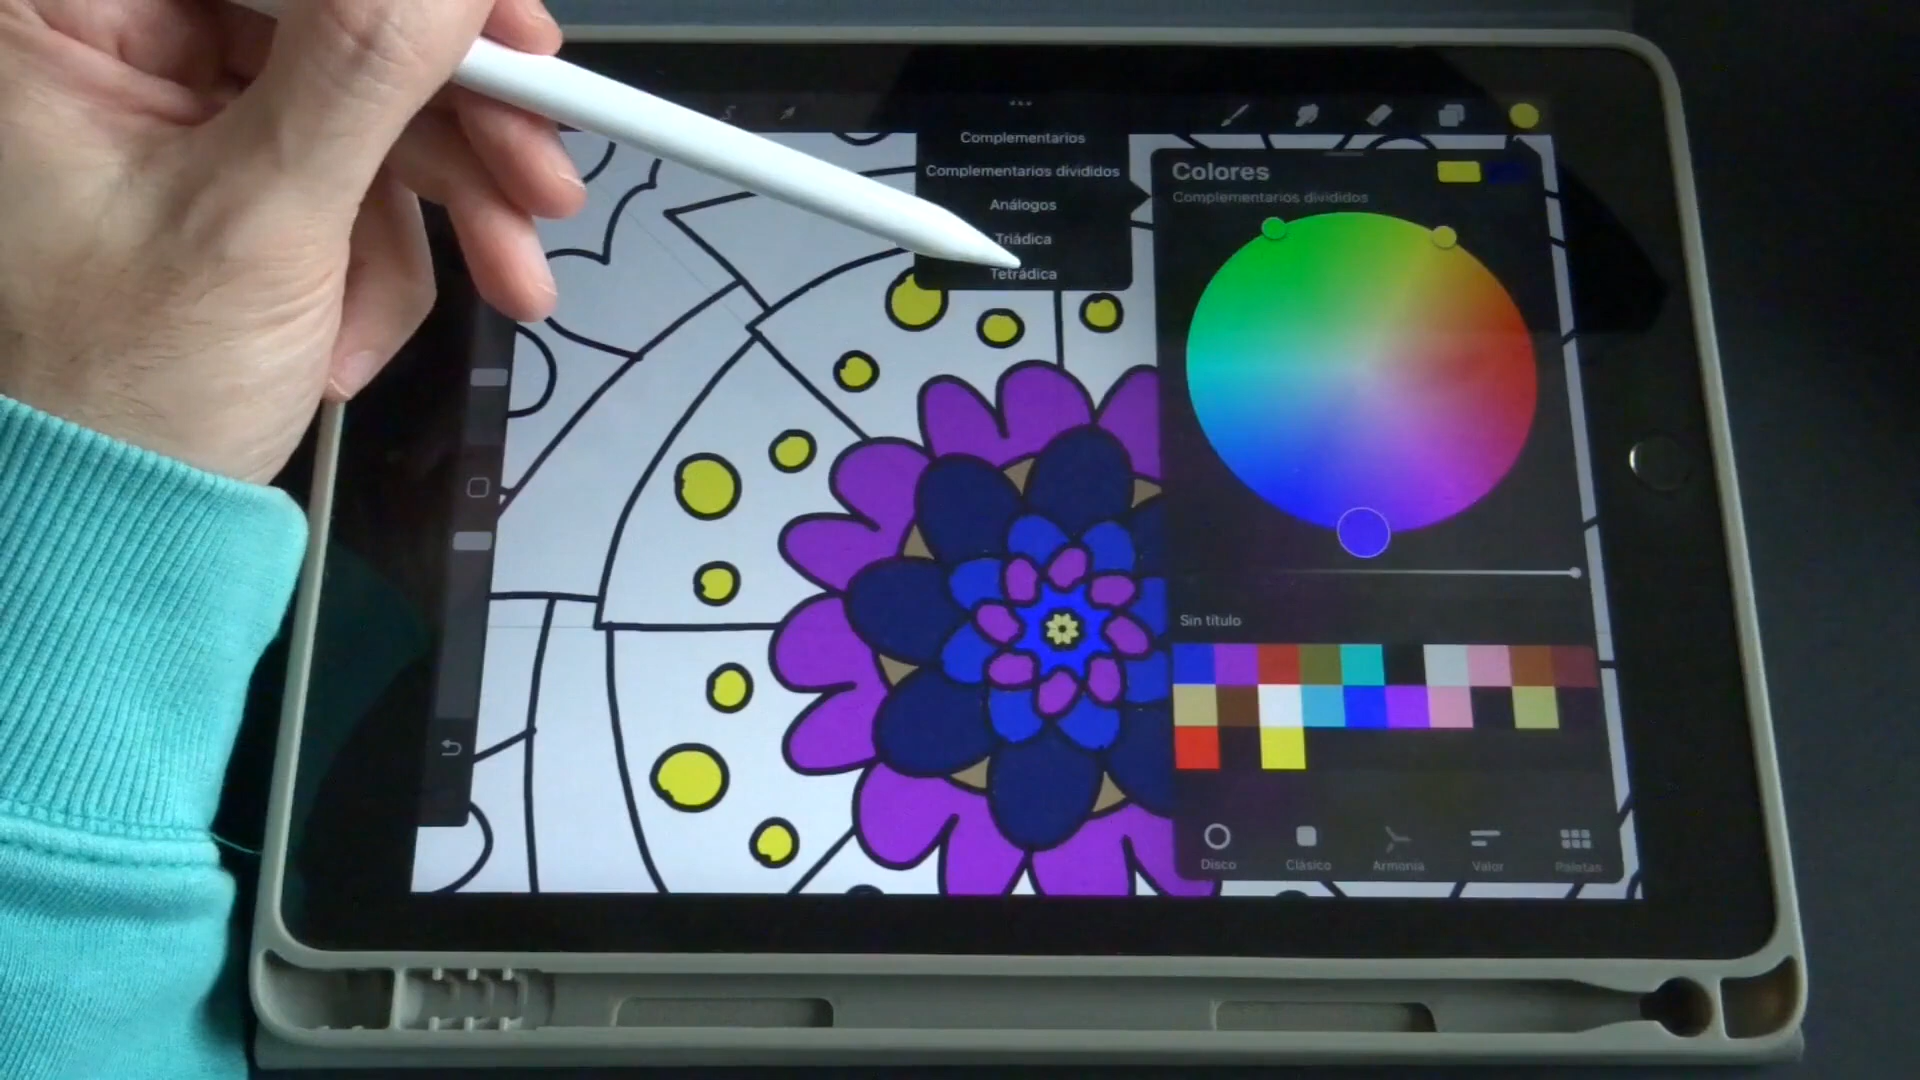 Complementarios
Complementarios divididos
Análogos
Triádica
Tetrádica
Colores
Complementarios divididos
Sin título
Disco
Clásico
Armonía
Valor
Paletas